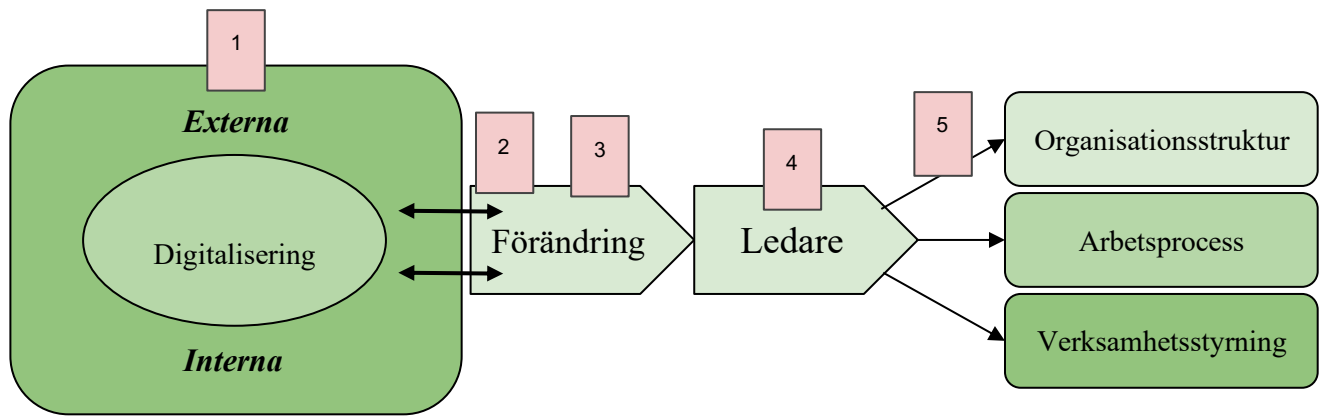 1
Externa
Digitalisering
Interna
2
3
Förändring
4
Ledare
5
Organisationsstruktur
Arbetsprocess
Verksamhetsstyrning